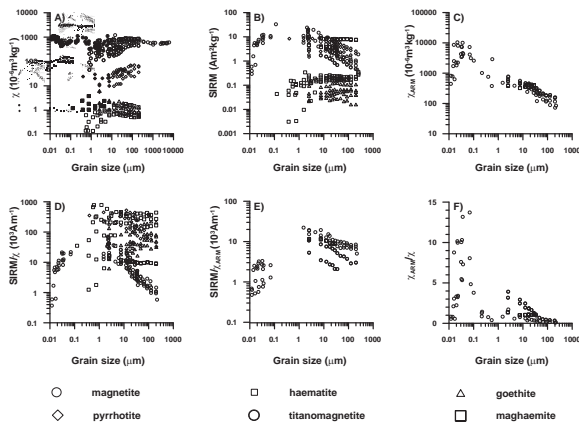 A)
B)
C)
χ (10⁻⁶m³kg⁻¹)
10000
1000
100
10
1
0.1
0.01 0.1 1 10 100 1000 10000
Grain size (μm)
SIRM (Am²kg⁻¹)
100
10
1
0.1
0.01
0.001
0.01 0.1 1 10 100 1000
Grain size (μm)
χARM (10⁻⁶m³kg⁻¹)
100000
10000
1000
100
10
0.01 0.1 1 10 100 1000
Grain size (μm)
D)
E)
F)
SIRM/χ (10³Am⁻¹)
1000
100
10
1
0.1
0.01 0.1 1 10 100 1000
Grain size (μm)
SIRM/χARM (10³Am⁻¹)
100
10
1
0.1
0.01 0.1 1 10 100 1000
Grain size (μm)
χARM/χ
15
10
5
0
0.01 0.1 1 10 100 1000
Grain size (μm)
magnetite
haematite
goethite
pyrrhotite
titanomagnetite
maghaemite